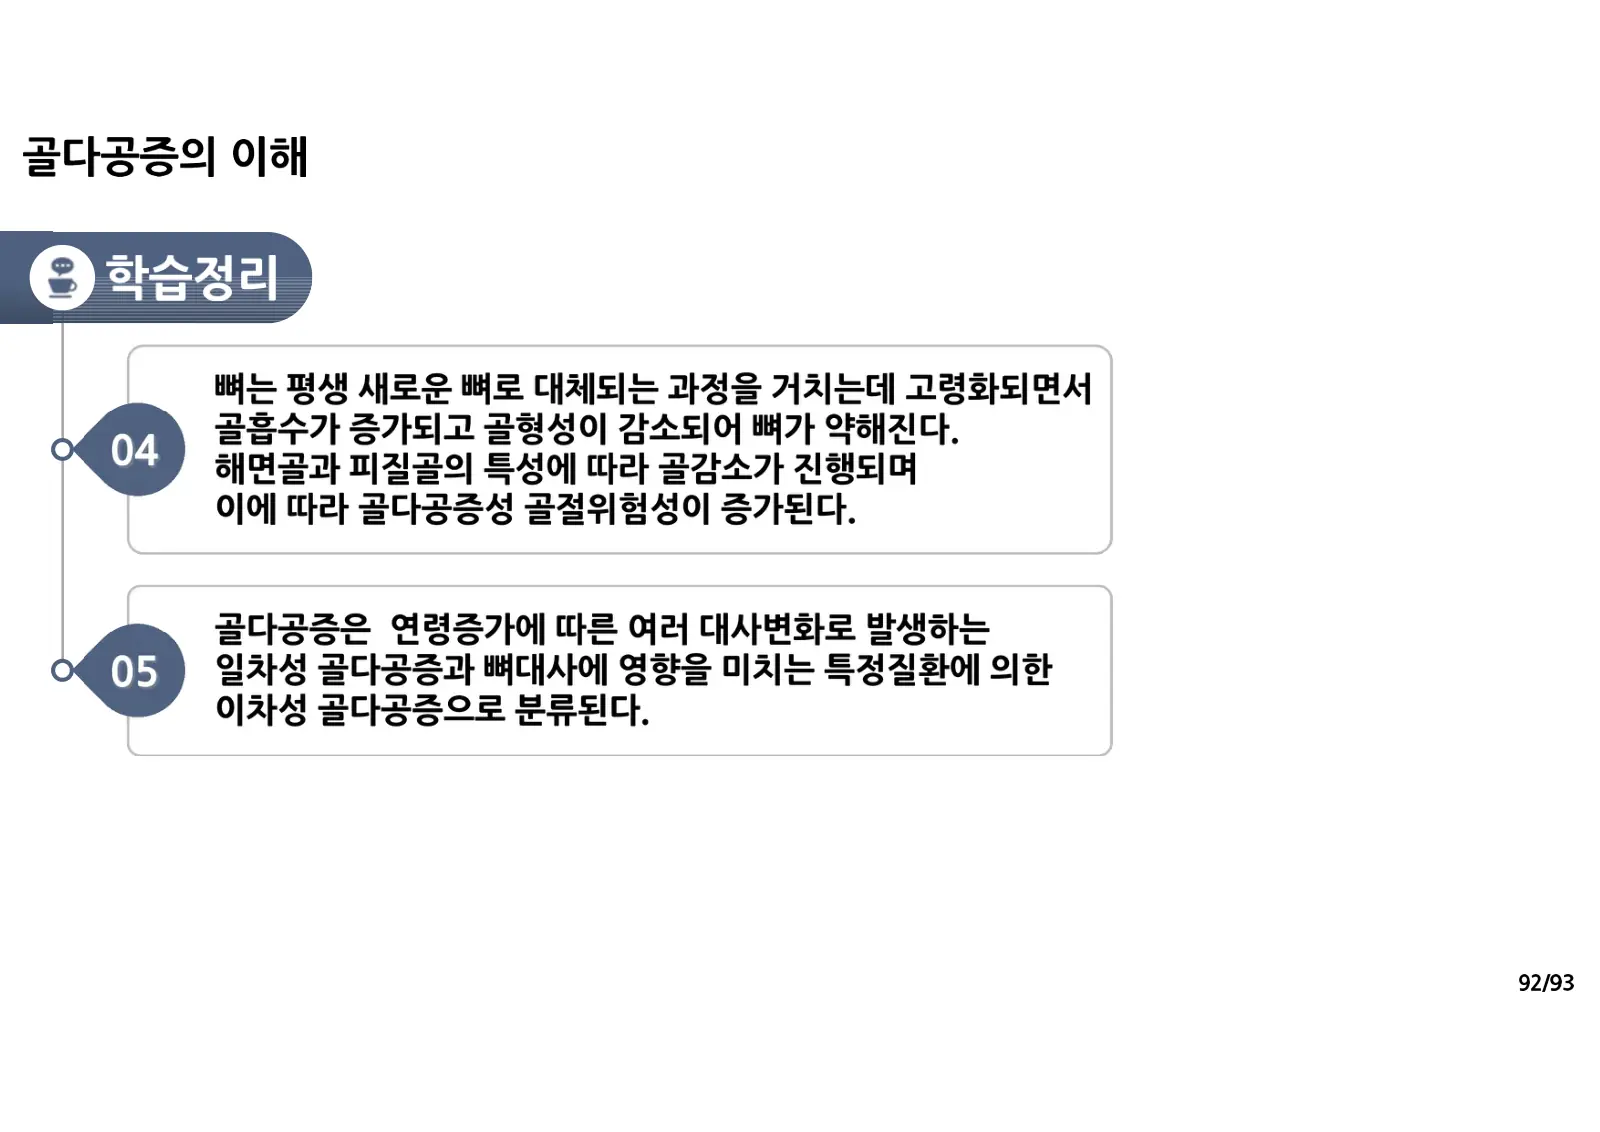 골다공증의 이해
학습정리
04
뼈는 평생 새로운 뼈로 대체되는 과정을 거치는데 고령화되면서
골흡수가 증가되고 골형성이 감소되어 뼈가 약해진다.
해면골과 피질골의 특성에 따라 골감소가 진행되며
이에 따라 골다공증성 골절위험성이 증가된다.
05
골다공증은  연령증가에 따른 여러 대사변화로 발생하는
일차성 골다공증과 뼈대사에 영향을 미치는 특정질환에 의한
이차성 골다공증으로 분류된다.
92/93